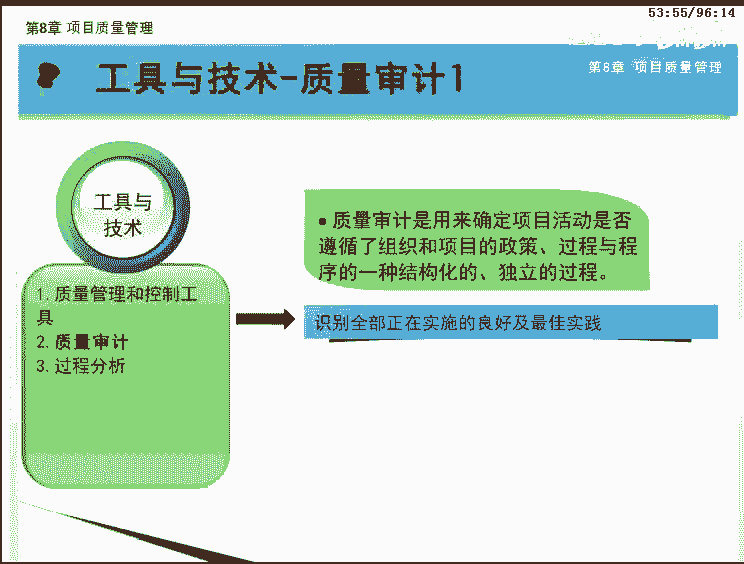 53:55/96:14
第8章 项目质量管理
第8章 项目质量管理
工具与技术-质量审计1
工具与
技术
1. 质量管理和控制工
具
2. 质量审计
3. 过程分析
• 质量审计是用来确定项目活动是否
遵循了组织和项目的政策、过程与程
序的一种结构化的、独立的过程。
识别全部正在实施的良好及最佳实践